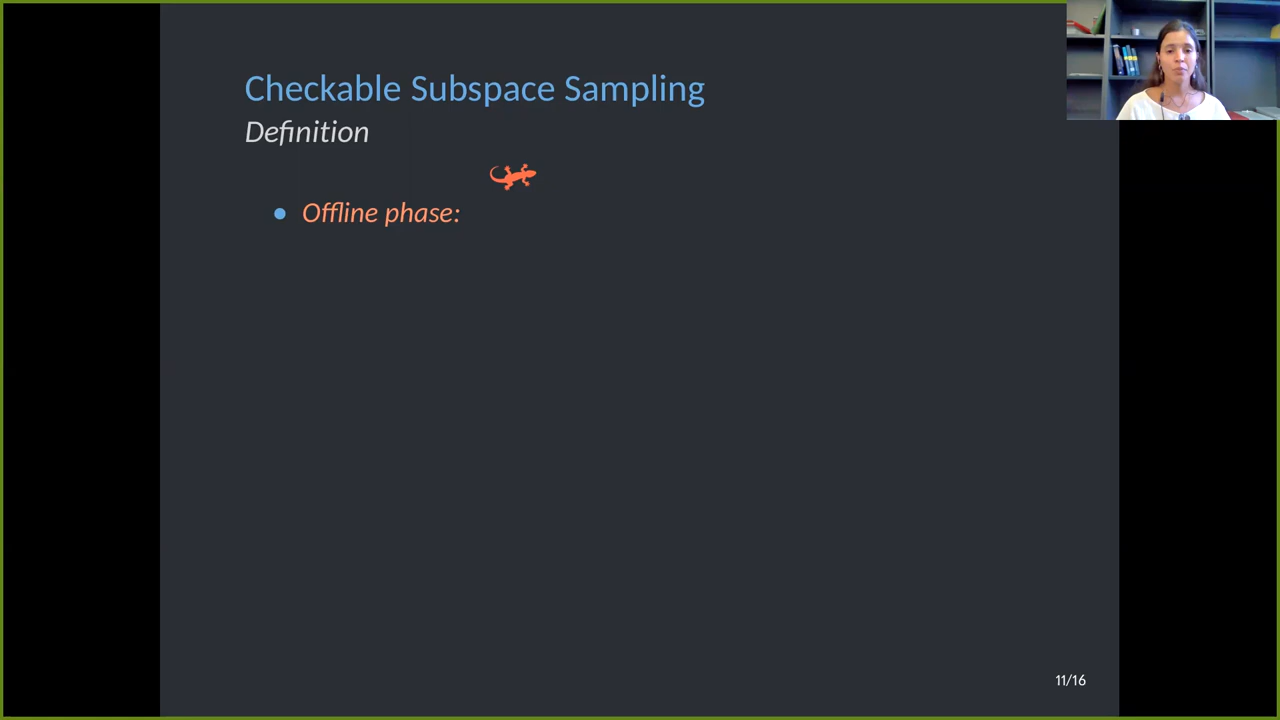 Checkable Subspace Sampling
Definition
• Offline phase:
11/16